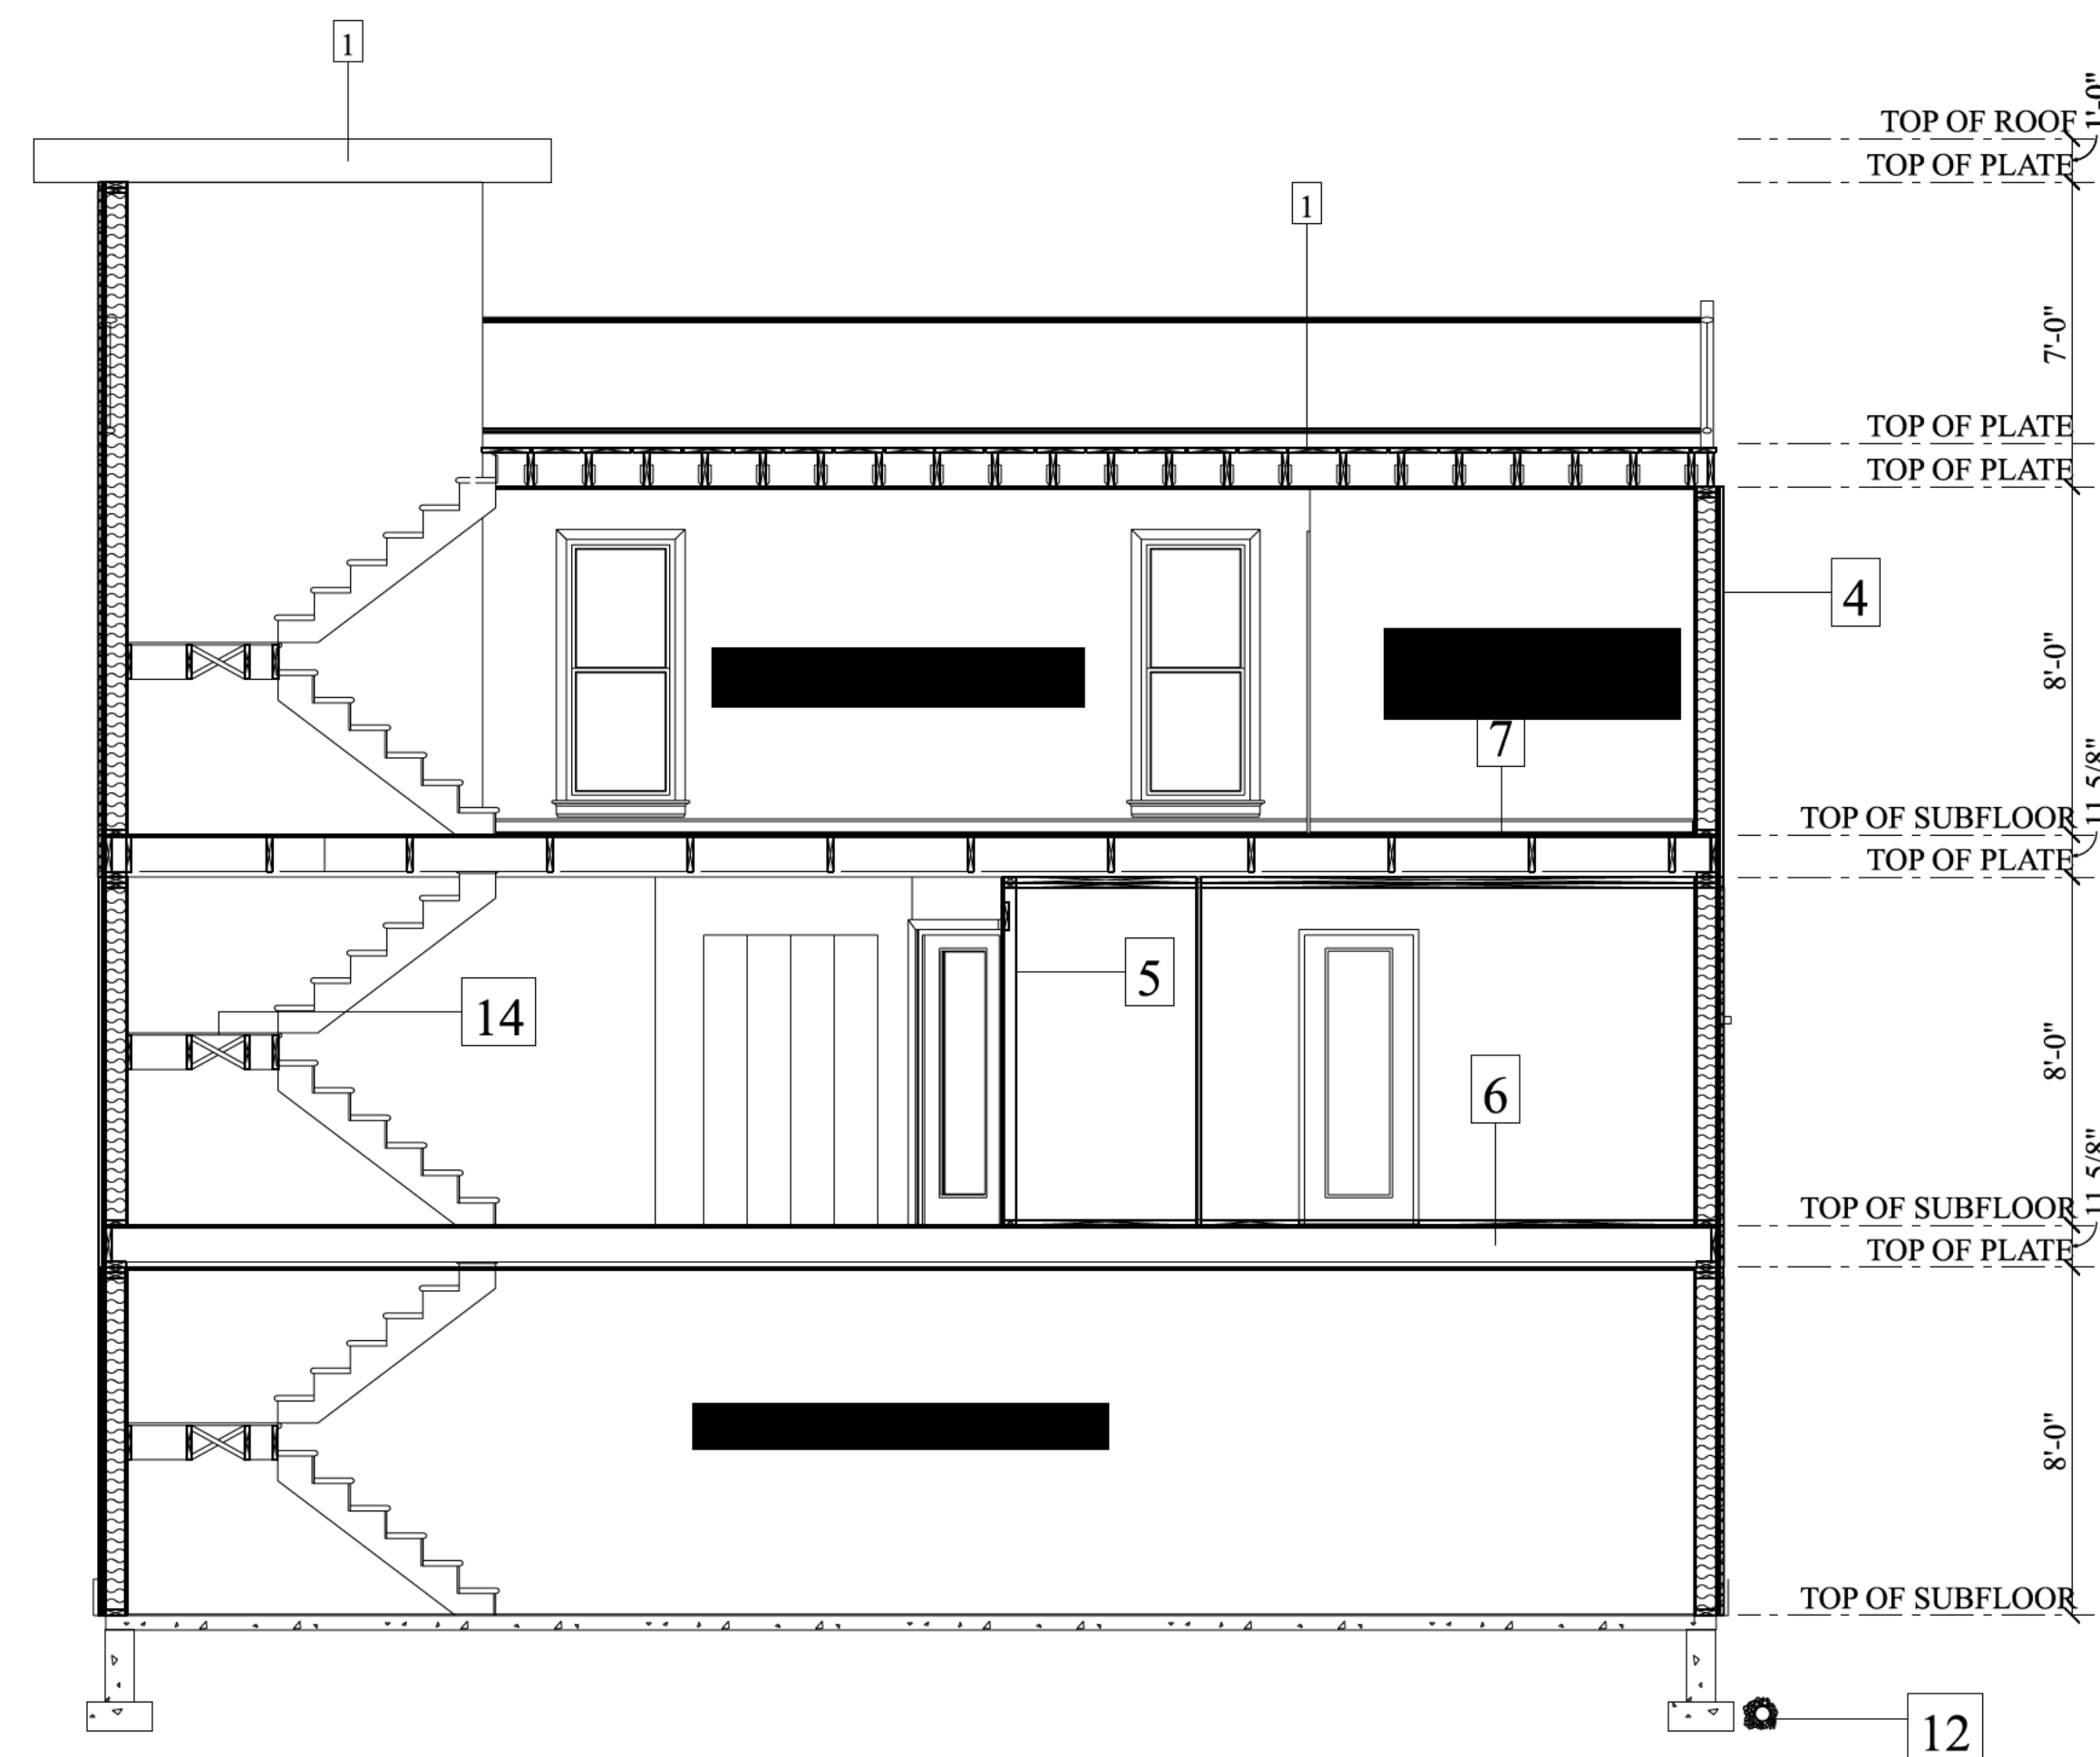 1
TOP OF ROOF
1'-0"
TOP OF PLATE
1
7'-0"
TOP OF PLATE
TOP OF PLATE
4
8'-0"
7
11 5/8"
TOP OF SUBFLOOR
TOP OF PLATE
5
14
8'-0"
6
11 5/8"
TOP OF SUBFLOOR
TOP OF PLATE
8'-0"
TOP OF SUBFLOOR
12